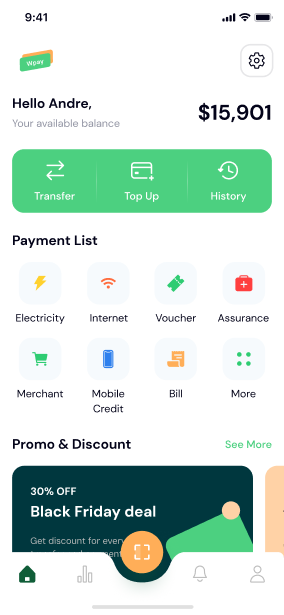 9:41
Wpay
Hello Andre,
Your available balance
$15,901
Transfer
Top Up
History
Payment List
Electricity
Internet
Voucher
Assurance
Merchant
Mobile
Credit
Bill
More
Promo & Discount
See More
30% OFF
Black Friday deal
Get discount for every